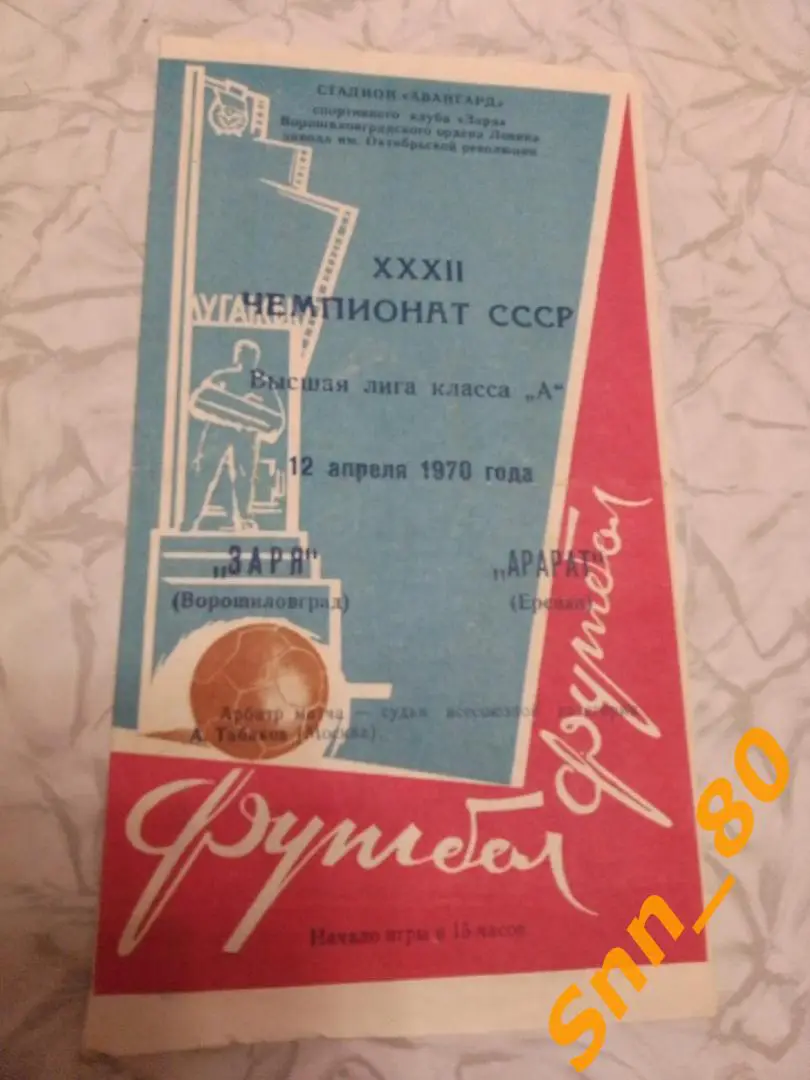 СТАДИОН «АВАНГАРД»
спортивного клуба «Заря»
Ворошиловградского ордена Ленина
завода им. Октябрьской революции
XXXII
ЧЕМПИОНАТ СССР
Высшая лига класса „А“
12 апреля 1970 года
„ЗАРЯ“ „АРАРАТ“
(Ворошиловград) (Ереван)
Арбитр матча — судья всесоюзной категории
А. Табаков (Москва).
Футбол
Футбол
Начало игры в 15 часов
Snn_80